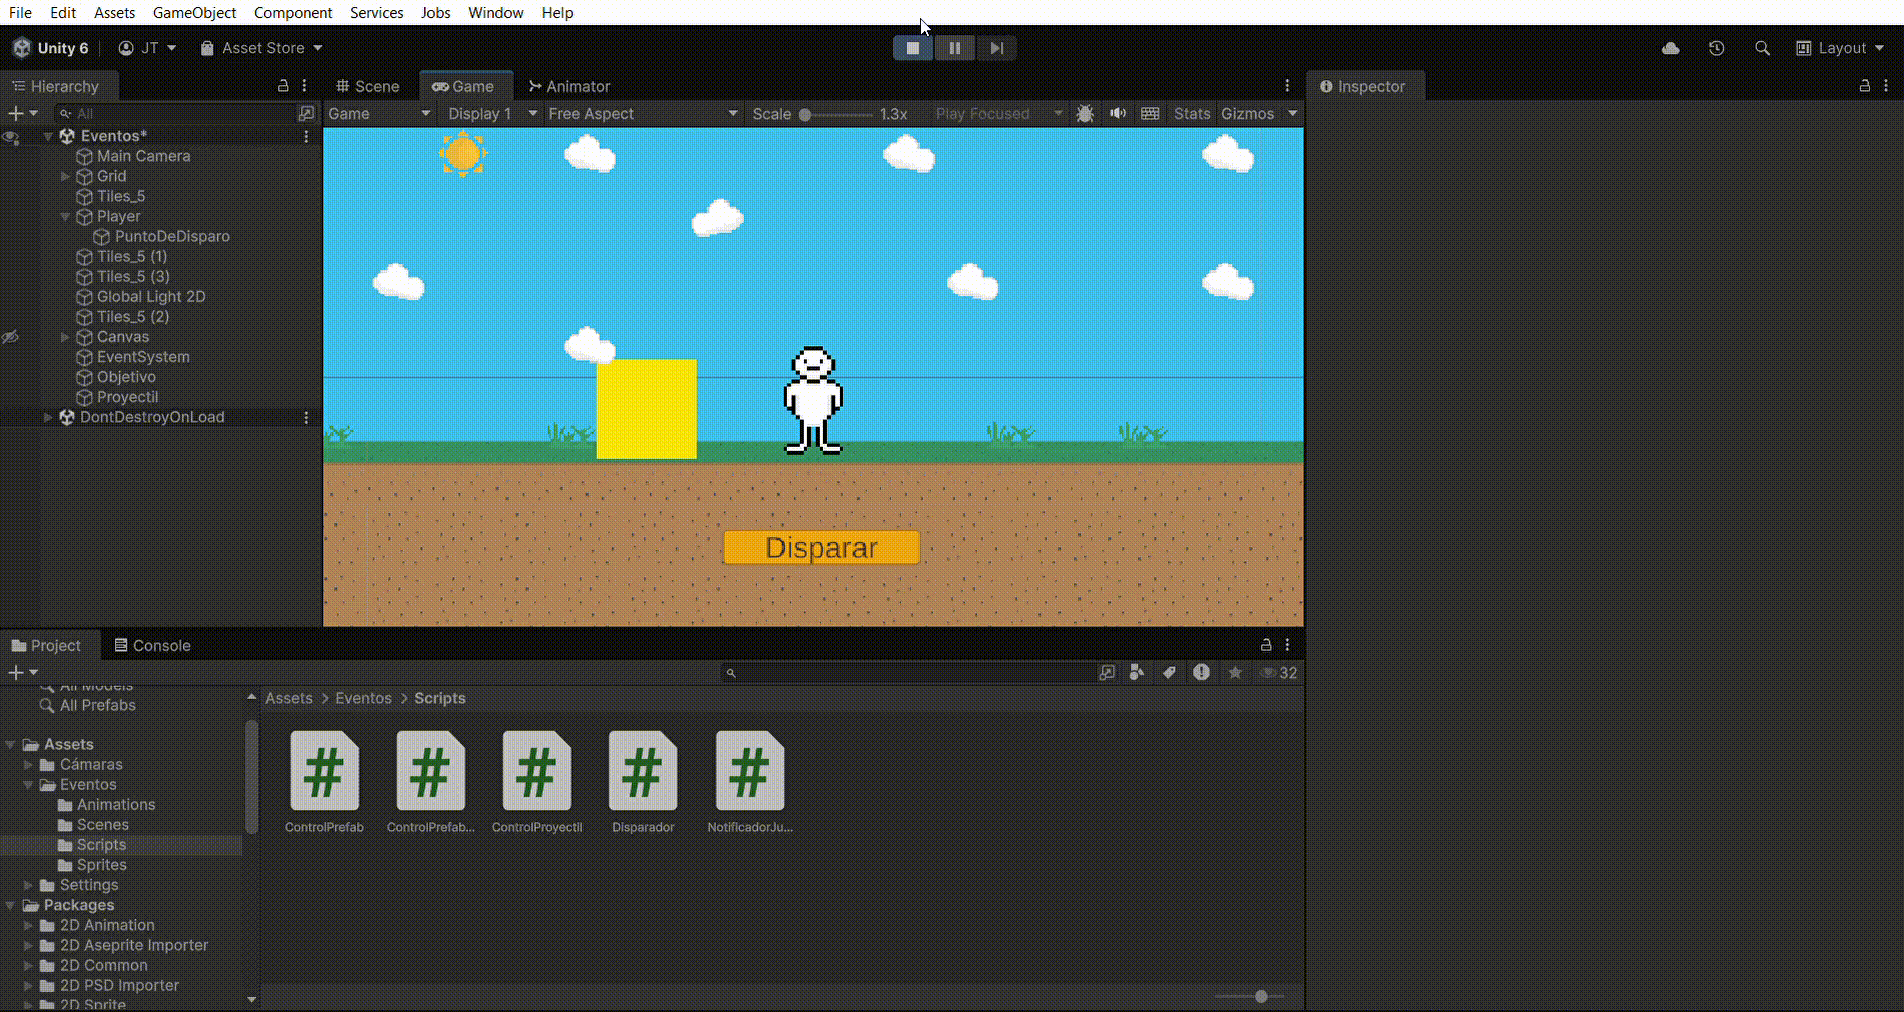 File Edit Assets GameObject Component Services Jobs Window Help
Unity 6 JT Asset Store Layout
Hierarchy
Scene Game Animator
Inspector
All
Game Display 1 Free Aspect Scale 1.3x Play Focused Stats Gizmos
Eventos*
Main Camera
Grid
Tiles_5
Player
PuntoDeDisparo
Tiles_5 (1)
Tiles_5 (3)
Global Light 2D
Tiles_5 (2)
Canvas
EventSystem
Objetivo
Proyectil
DontDestroyOnLoad
Disparar
Project Console
32
All Models
All Prefabs
Assets
Cámaras
Eventos
Animations
Scenes
Scripts
Sprites
Settings
Packages
2D Animation
2D Aseprite Importer
2D Common
2D PSD Importer
2D Sprite
Assets > Eventos > Scripts
ControlPrefab ControlPrefab... ControlProyectil Disparador NotificadorJu...